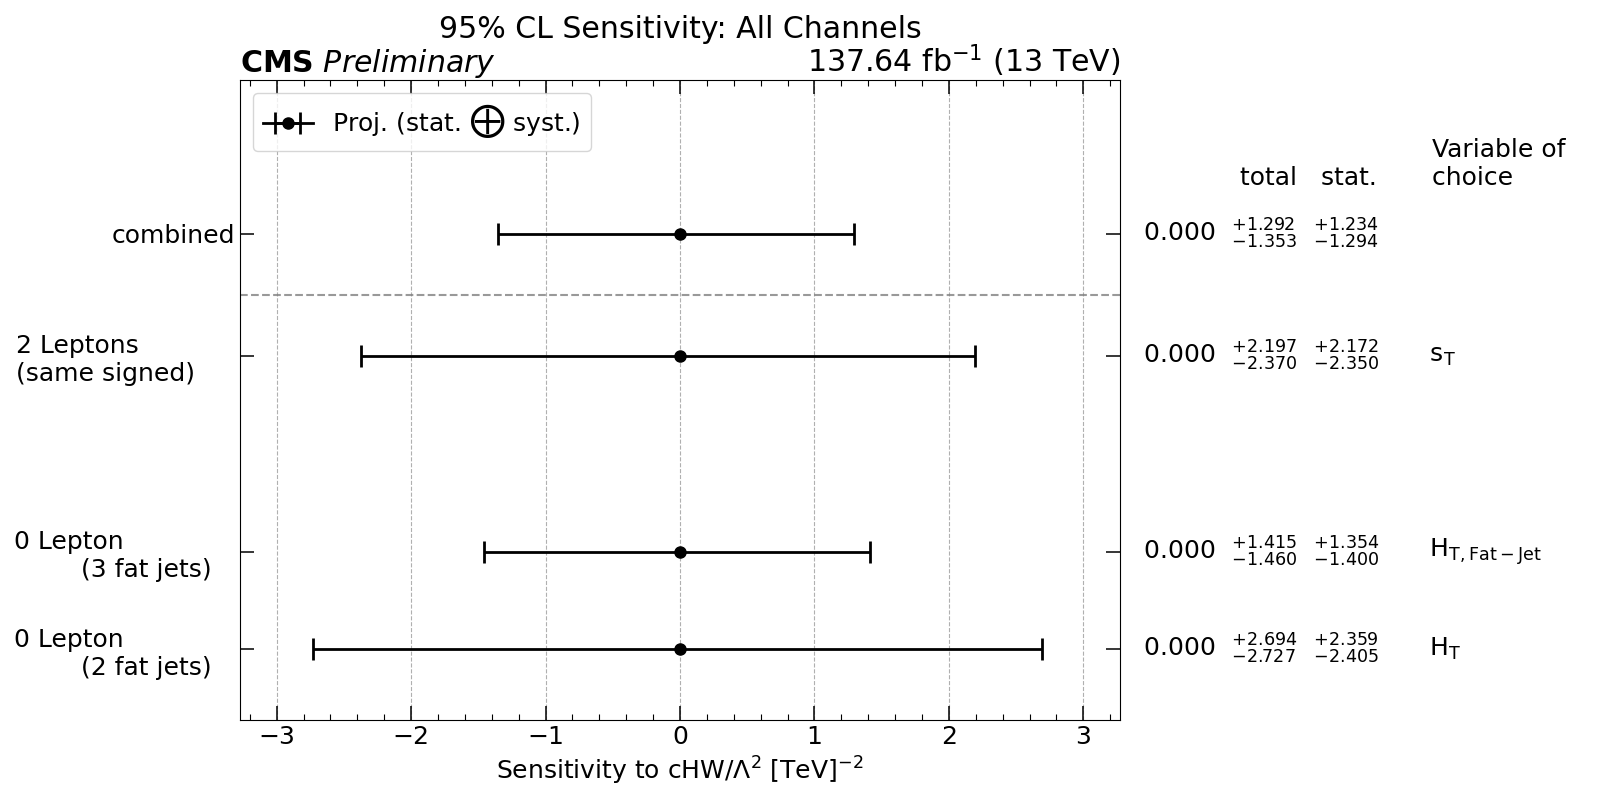 95% CL Sensitivity: All Channels
CMS Preliminary
137.64 fb⁻¹ (13 TeV)
Proj. (stat. ⊕ syst.)
Variable of
choice
total stat.
combined
0.000 +1.292 +1.234
−1.353 −1.294
2 Leptons
(same signed)
0.000 +2.197 +2.172
−2.370 −2.350
s_T
0 Lepton
(3 fat jets)
0.000 +1.415 +1.354
−1.460 −1.400
H_T,Fat−Jet
0 Lepton
(2 fat jets)
0.000 +2.694 +2.359
−2.727 −2.405
H_T
−3 −2 −1 0 1 2 3
Sensitivity to cHW/Λ² [TeV]⁻²